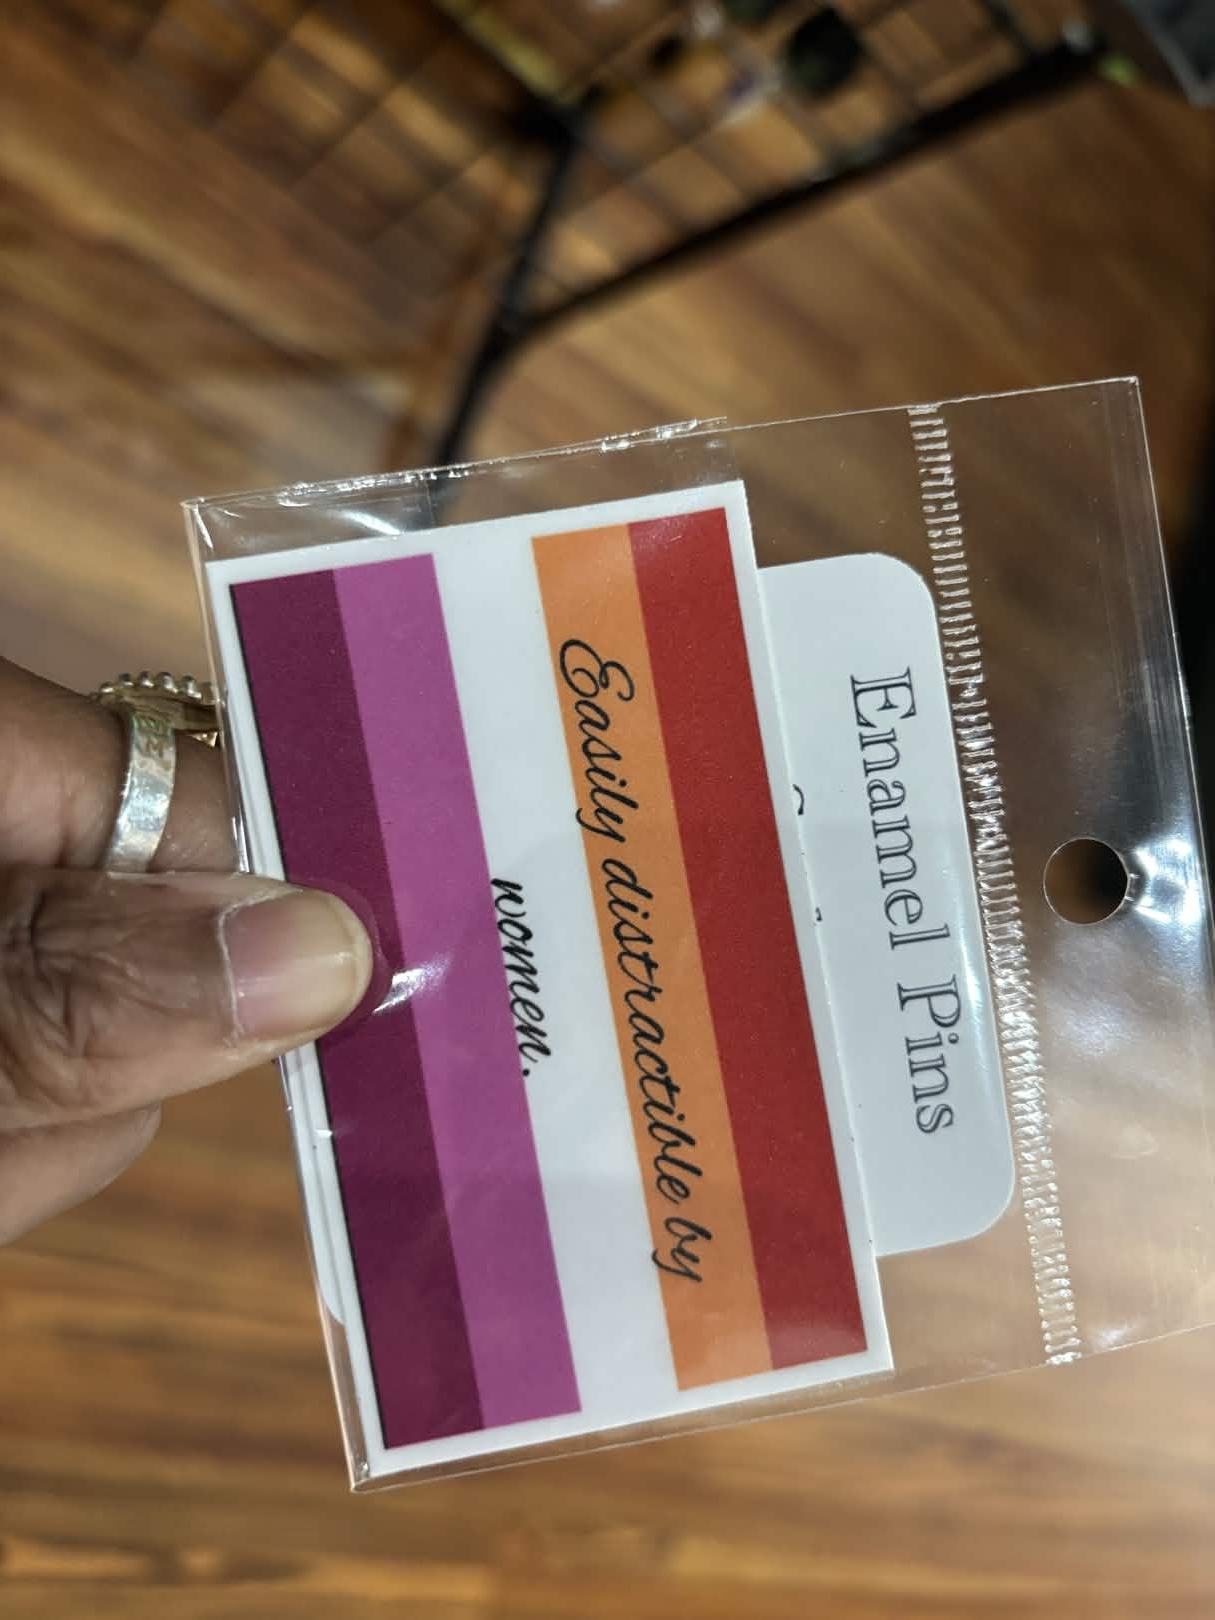 Enamel Pins
Easily distractible by
women.